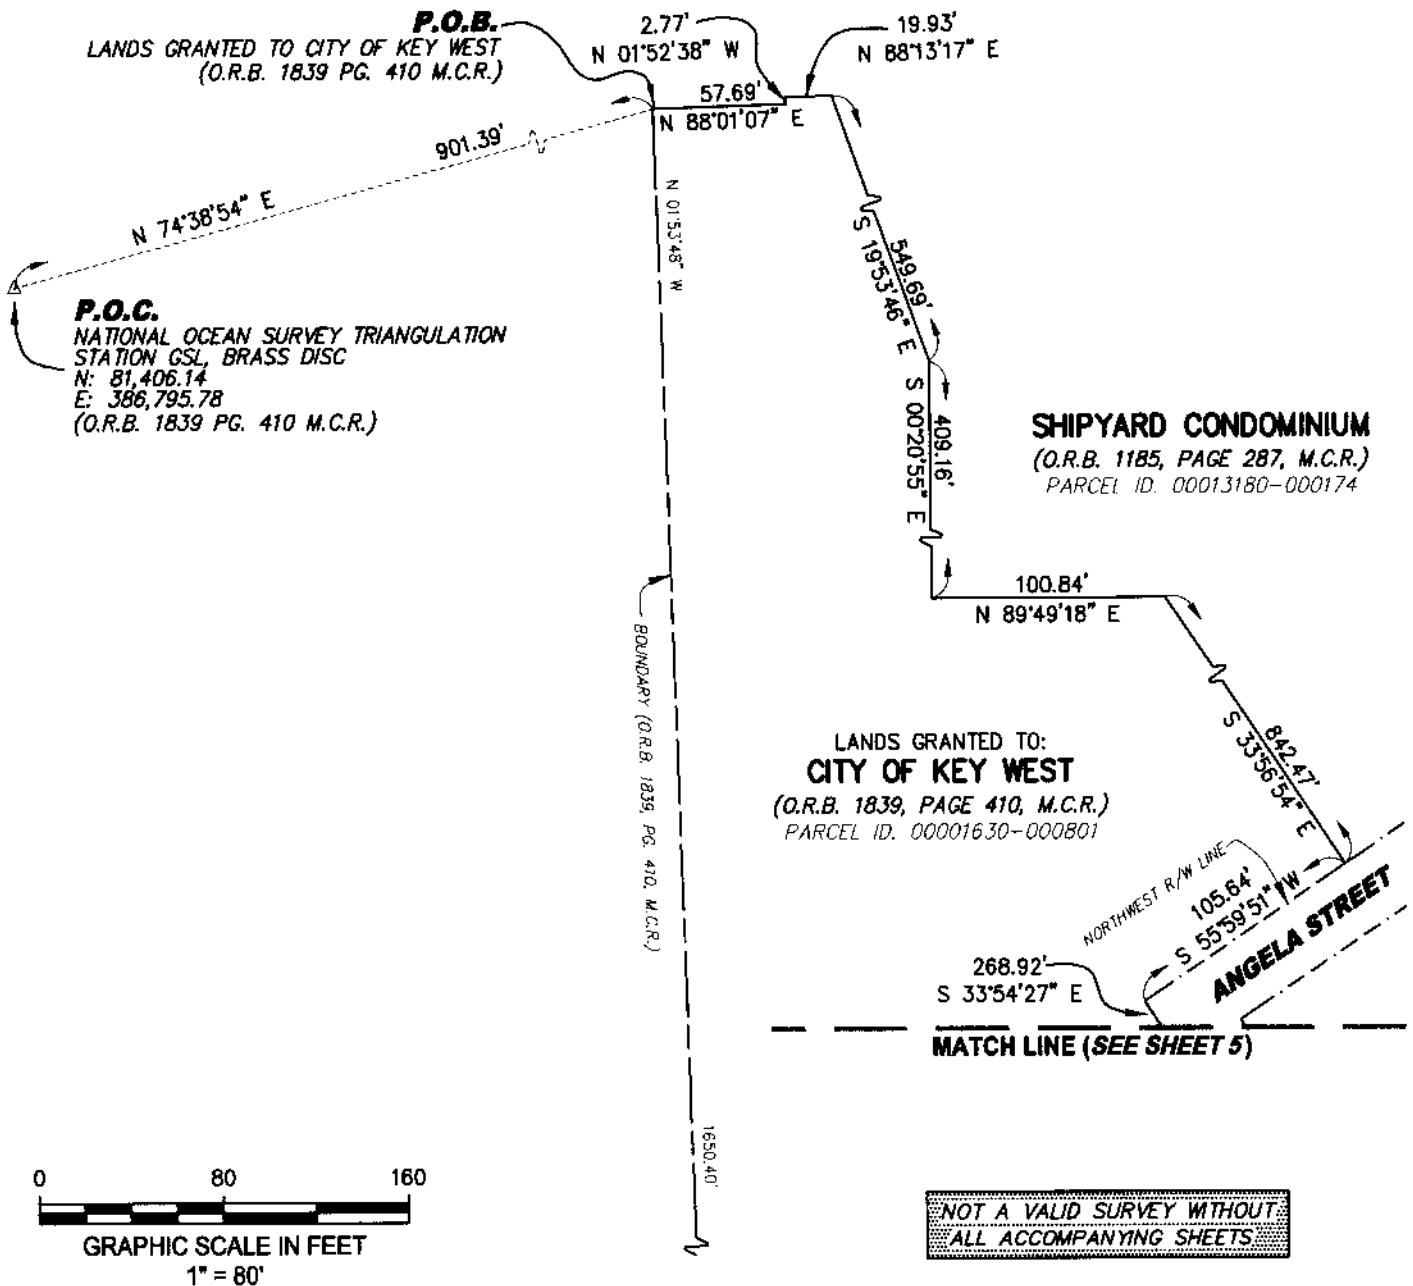 P.O.B.
LANDS GRANTED TO CITY OF KEY WEST
(O.R.B. 1839 PG. 410 M.C.R.)
2.77'
N 01°52'38" W
19.93'
N 88°13'17" E
57.69'
N 88°01'07" E
901.39'
N 74°38'54" E
P.O.C.
NATIONAL OCEAN SURVEY TRIANGULATION
STATION GSL, BRASS DISC
N: 81,406.14
E: 386,795.78
(O.R.B. 1839 PG. 410 M.C.R.)
N 01°53'48" W
549.69'
S 19°53'46" E
409.16'
S 00°20'55" E
SHIPYARD CONDOMINIUM
(O.R.B. 1185, PAGE 287, M.C.R.)
PARCEL ID. 00013180-000174
100.84'
N 89°49'18" E
BOUNDARY (O.R.B. 1839, PG. 410, M.C.R.)
842.47'
S 33°56'54" E
LANDS GRANTED TO:
CITY OF KEY WEST
(O.R.B. 1839, PAGE 410, M.C.R.)
PARCEL ID. 00001630-000801
NORTHWEST R/W LINE
105.64'
S 55°59'51" W
ANGELA STREET
268.92'
S 33°54'27" E
MATCH LINE (SEE SHEET 5)
1650.40'
0 80 160
GRAPHIC SCALE IN FEET
1" = 80'
NOT A VALID SURVEY WITHOUT
ALL ACCOMPANYING SHEETS